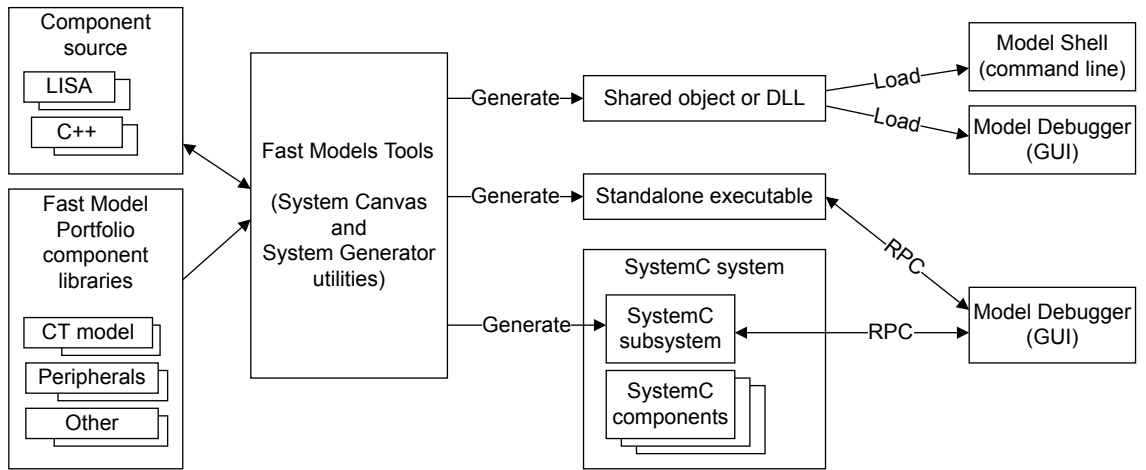 Component
source
LISA
C++
Fast Model
Portfolio
component
libraries
CT model
Peripherals
Other
Fast Models Tools
(System Canvas
and
System Generator
utilities)
Generate
Shared object or DLL
Load
Model Shell
(command line)
Load
Model Debugger
(GUI)
Generate
Standalone executable
RPC
Generate
SystemC system
SystemC
subsystem
SystemC
components
RPC
Model Debugger
(GUI)